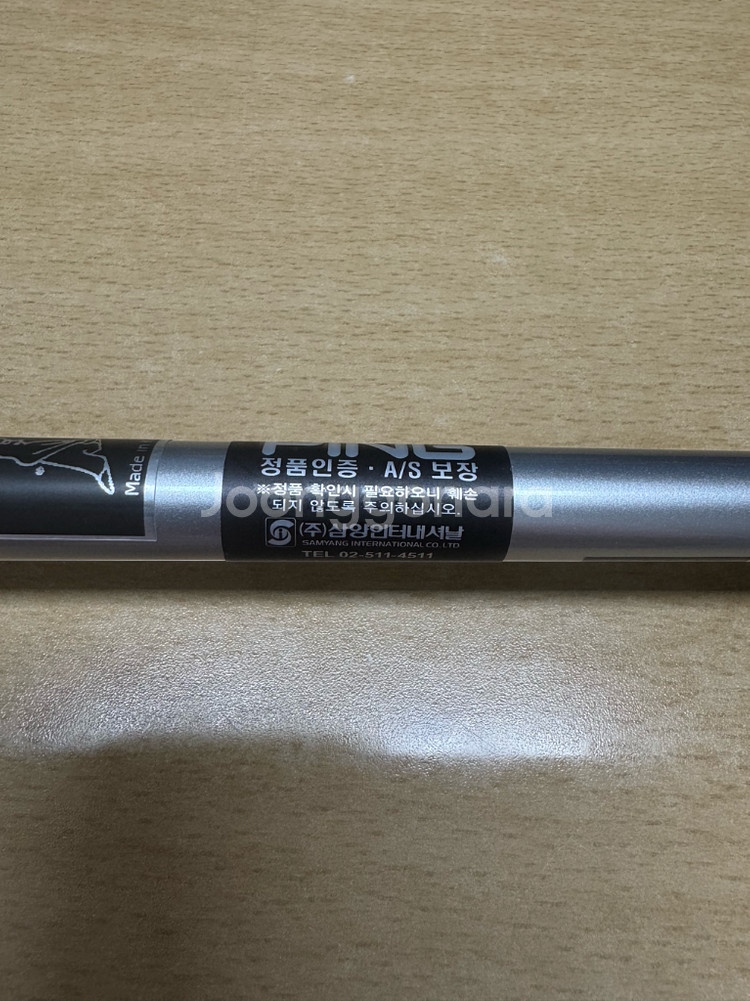 Made in
PING
정품인증 · A/S 보장
※정품 확인시 필요하오니 훼손
되지 않도록 주의하십시오.
(주)삼양인터내셔날
SAMYANG INTERNATIONAL CO. LTD
TEL 02-511-4511
Joonggonara